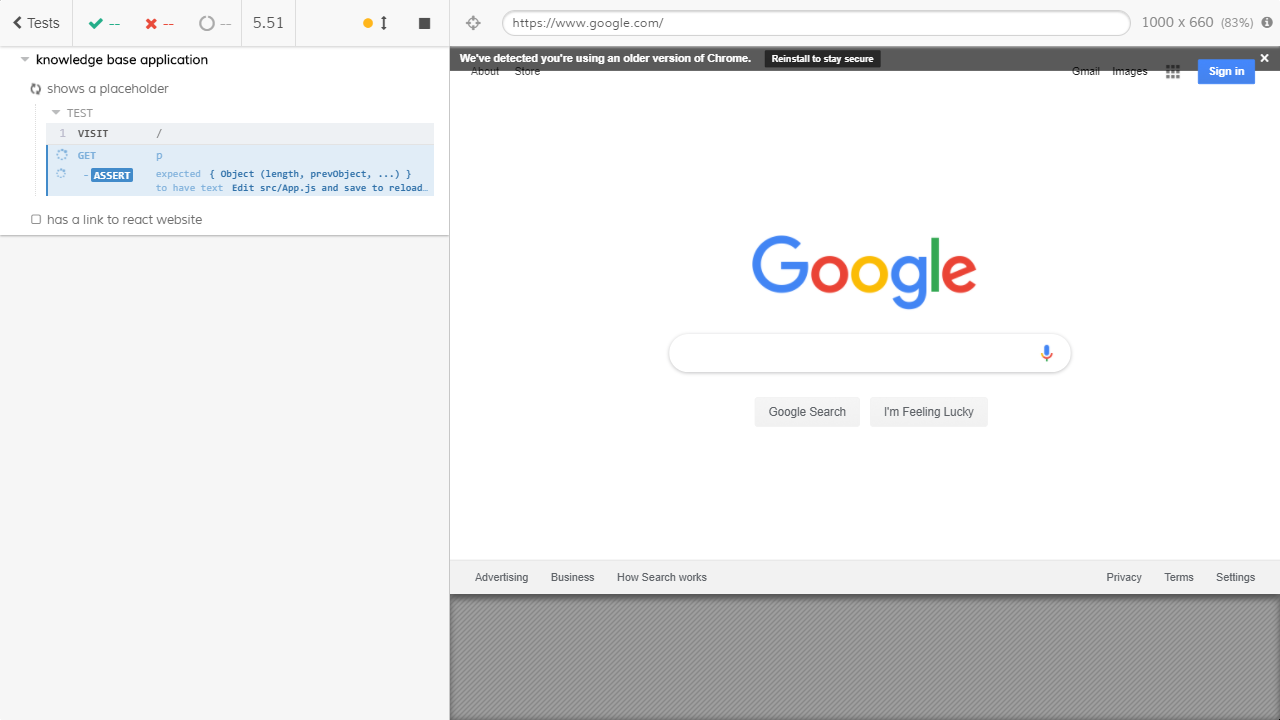 Tests
--
--
--
5.51
https://www.google.com/
1000 x 660 (83%)
knowledge base application
shows a placeholder
TEST
1 VISIT /
GET p
- ASSERT expected { Object (length, prevObject, ...) }
to have text Edit src/App.js and save to reload…
has a link to react website
We've detected you're using an older version of Chrome. Reinstall to stay secure
About Store Gmail Images Sign in
Google
Google Search I'm Feeling Lucky
Advertising Business How Search works Privacy Terms Settings